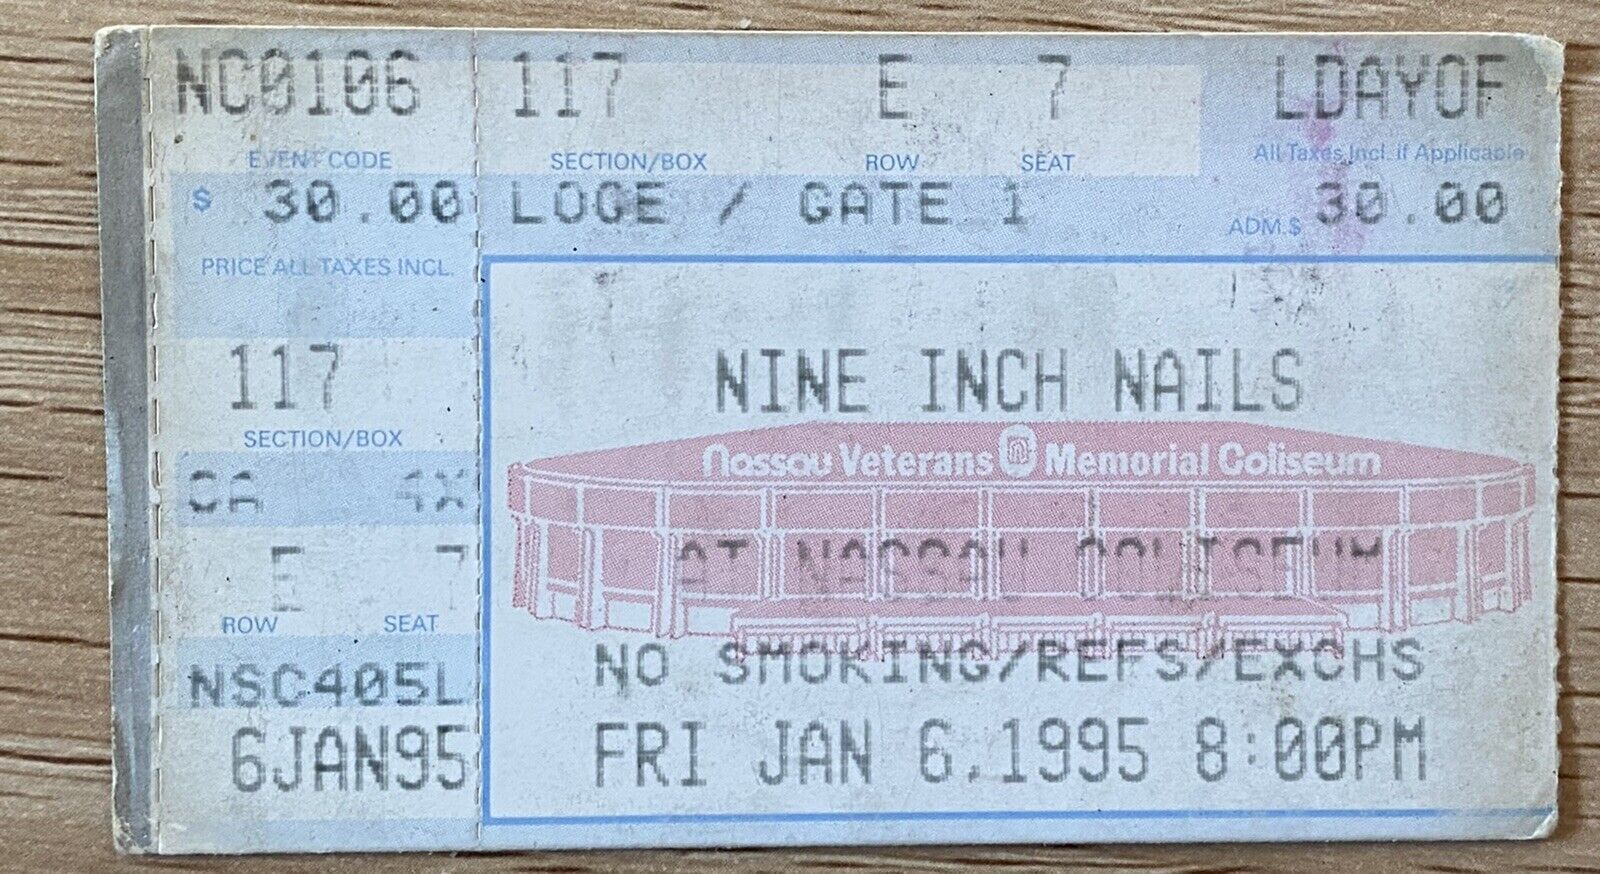 NC0106 117 E 7 LDAYOF
EVENT CODE SECTION/BOX ROW SEAT All Taxes Incl. if Applicable
$ 30.00 LOGE / GATE 1 ADM.$ 30.00
PRICE ALL TAXES INCL.
117
SECTION/BOX
CA 4X
E 7
ROW SEAT
NSC405L
6JAN95
NINE INCH NAILS
Nassau Veterans Memorial Coliseum
AT NASSAU COLISEUM
NO SMOKING/REFS/EXCHS
FRI JAN 6,1995 8:00PM